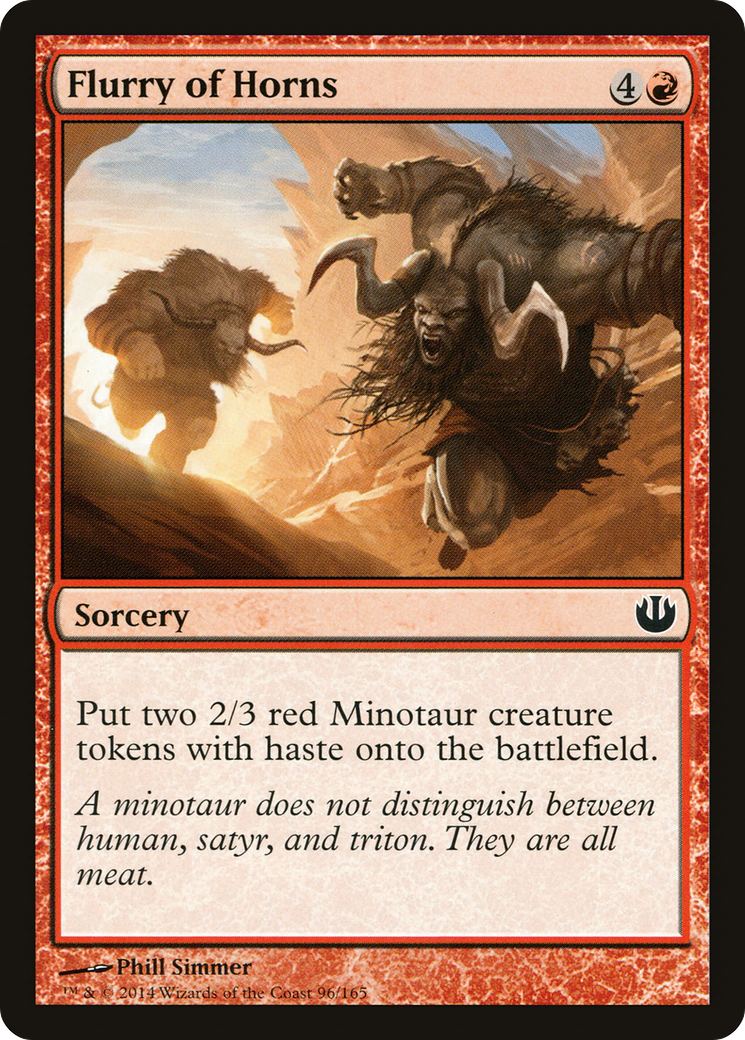 Flurry of Horns
4
Sorcery
Put two 2/3 red Minotaur creature
tokens with haste onto the battlefield.
A minotaur does not distinguish between
human, satyr, and triton. They are all
meat.
Phill Simmer
™ & © 2014 Wizards of the Coast 96/165